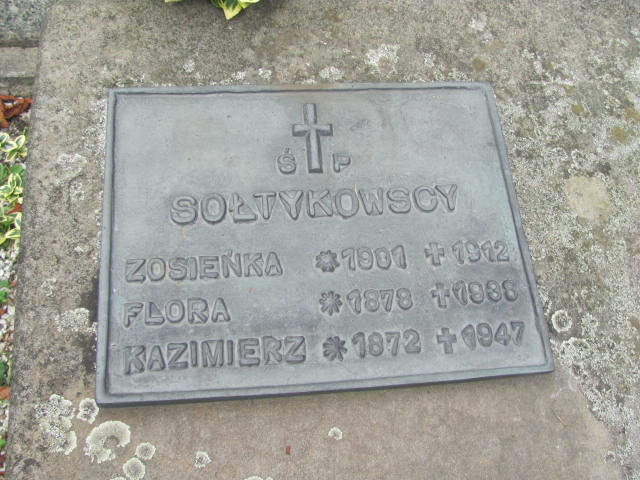 Ś P
SOŁTYKOWSCY
ZOSIEŃKA *1901 ✝1912
FLORA *1878 ✝1938
KAZIMIERZ *1872 ✝1947